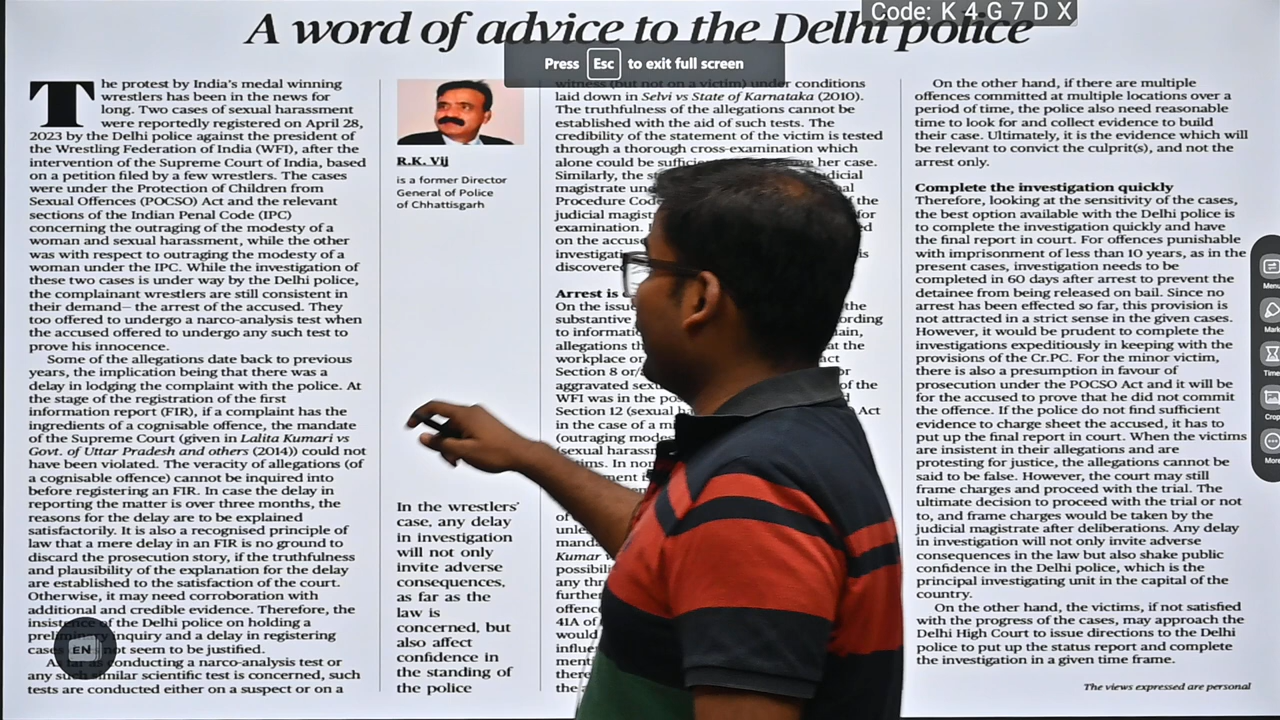 Code: K 4 G 7 D X
A word of advice to the Delhi police
Press Esc to exit full screen
The protest by India's medal winning
wrestlers has been in the news for
long. Two cases of sexual harassment
were reportedly registered on April 28,
2023 by the Delhi police against the president of
the Wrestling Federation of India (WFI), after the
intervention of the Supreme Court of India, based
on a petition filed by a few wrestlers. The cases
were under the Protection of Children from
Sexual Offences (POCSO) Act and the relevant
sections of the Indian Penal Code (IPC)
concerning the outraging of the modesty of a
woman and sexual harassment, while the other
was with respect to outraging the modesty of a
woman under the IPC. While the investigation of
these two cases is under way by the Delhi police,
the complainant wrestlers are still consistent in
their demand— the arrest of the accused. They
too offered to undergo a narco-analysis test when
the accused offered to undergo any such test to
prove his innocence.
Some of the allegations date back to previous
years, the implication being that there was a
delay in lodging the complaint with the police. At
the stage of the registration of the first
information report (FIR), if a complaint has the
ingredients of a cognisable offence, the mandate
of the Supreme Court (given in Lalita Kumari vs
Govt. of Uttar Pradesh and others (2014)) could not
have been violated. The veracity of allegations (of
a cognisable offence) cannot be inquired into
before registering an FIR. In case the delay in
reporting the matter is over three months, the
reasons for the delay are to be explained
satisfactorily. It is also a recognised principle of
law that a mere delay in an FIR is no ground to
discard the prosecution story, if the truthfulness
and plausibility of the explanation for the delay
are established to the satisfaction of the court.
Otherwise, it may need corroboration with
additional and credible evidence. Therefore, the
insistence of the Delhi police on holding a
preliminary inquiry and a delay in registering
cases does not seem to be justified.
As far as conducting a narco-analysis test or
any such similar scientific test is concerned, such
tests are conducted either on a suspect or on a
EN
R.K. Vij
is a former Director
General of Police
of Chhattisgarh
In the wrestlers'
case, any delay
in investigation
will not only
invite adverse
consequences,
as far as the
law is
concerned, but
also affect
confidence in
the standing of
the police
witness (but not on a victim) under conditions
laid down in Selvi vs State of Karnataka (2010).
The truthfulness of the allegations cannot be
established with the aid of such tests. The
credibility of the statement of the victim is tested
through a thorough cross-examination which
alone could be her case.
Similarly, the
magistrate
Procedure the
judicial for
examination.
on the
discovered
Arrest is
On the the
substantive
to
allegations the
workplace or
Section 8
aggravated of the
WFI was in the
Section 12 (sexual Act
in the case of a
(outraging
(sexual
In
is
of
Kumar
any
further
offence
41A of
would
the
On the other hand, if there are multiple
offences committed at multiple locations over a
period of time, the police also need reasonable
time to look for and collect evidence to build
their case. Ultimately, it is the evidence which will
be relevant to convict the culprit(s), and not the
arrest only.
Complete the investigation quickly
Therefore, looking at the sensitivity of the cases,
the best option available with the Delhi police is
to complete the investigation quickly and have
the final report in court. For offences punishable
with imprisonment of less than 10 years, as in the
present cases, investigation needs to be
completed in 60 days after arrest to prevent the
detainee from being released on bail. Since no
arrest has been effected so far, this provision is
not attracted in a strict sense in the given cases.
However, it would be prudent to complete the
investigations expeditiously in keeping with the
provisions of the Cr.PC. For the minor victim,
there is also a presumption in favour of
prosecution under the POCSO Act and it will be
for the accused to prove that he did not commit
the offence. If the police do not find sufficient
evidence to charge sheet the accused, it has to
put up the final report in court. When the victims
are insistent in their allegations and are
protesting for justice, the allegations cannot be
said to be false. However, the court may still
frame charges and proceed with the trial. The
ultimate decision to proceed with the trial or not
to, and frame charges would be taken by the
judicial magistrate after deliberations. Any delay
in investigation will not only invite adverse
consequences in the law but also shake public
confidence in the Delhi police, which is the
principal investigating unit in the capital of the
country.
On the other hand, the victims, if not satisfied
with the progress of the cases, may approach the
Delhi High Court to issue directions to the Delhi
police to put up the status report and complete
the investigation in a given time frame.
The views expressed are personal
Menu
Mark
Time
Crop
More